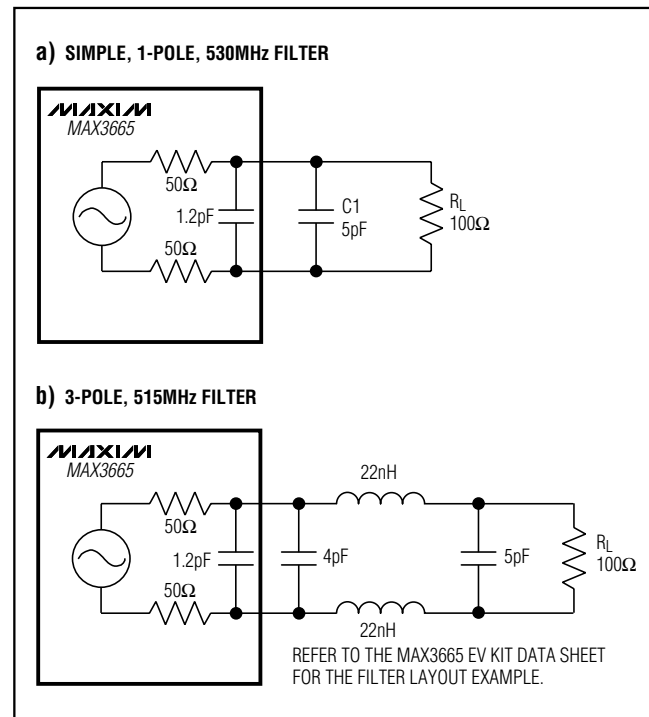 a) SIMPLE, 1-POLE, 530MHz FILTER
MAXIM
MAX3665
50Ω
1.2pF
50Ω
C1
5pF
RL
100Ω
b) 3-POLE, 515MHz FILTER
MAXIM
MAX3665
50Ω
1.2pF
50Ω
4pF
22nH
22nH
5pF
RL
100Ω
REFER TO THE MAX3665 EV KIT DATA SHEET
FOR THE FILTER LAYOUT EXAMPLE.